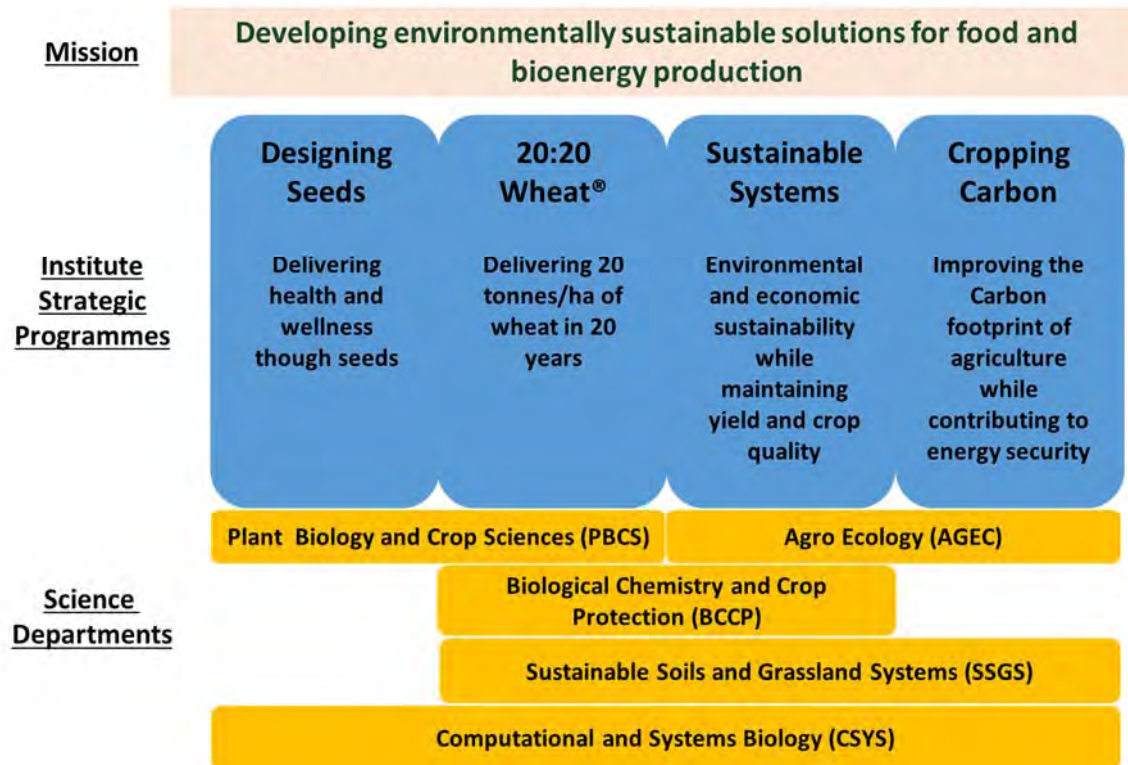 Mission
Developing environmentally sustainable solutions for food and
bioenergy production
Institute
Strategic
Programmes
Designing
Seeds
Delivering
health and
wellness
though seeds
20:20
Wheat®
Delivering 20
tonnes/ha of
wheat in 20
years
Sustainable
Systems
Environmental
and economic
sustainability
while
maintaining
yield and crop
quality
Cropping
Carbon
Improving the
Carbon
footprint of
agriculture
while
contributing to
energy security
Science
Departments
Plant Biology and Crop Sciences (PBCS)
Agro Ecology (AGEC)
Biological Chemistry and Crop
Protection (BCCP)
Sustainable Soils and Grassland Systems (SSGS)
Computational and Systems Biology (CSYS)